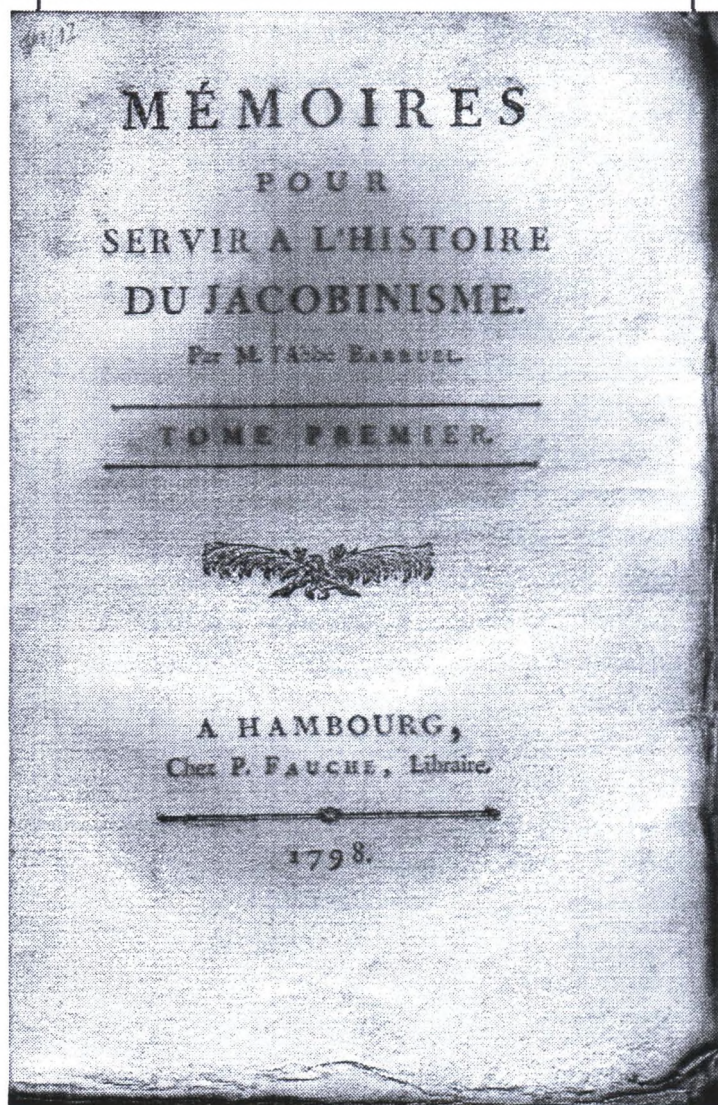 MÉMOIRES
POUR
SERVIR A L'HISTOIRE
DU JACOBINISME.
Par M. l'Abbé BARRUEL.
TOME PREMIER.
A HAMBOURG,
Chez P. FAUCHE, Libraire.
1798.